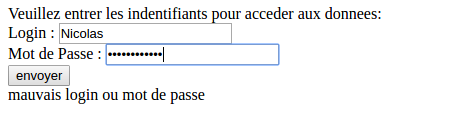 Veuillez entrer les indentifiants pour acceder aux donnees:
Login : Nicolas
Mot de Passe : ••••••••••••
envoyer
mauvais login ou mot de passe